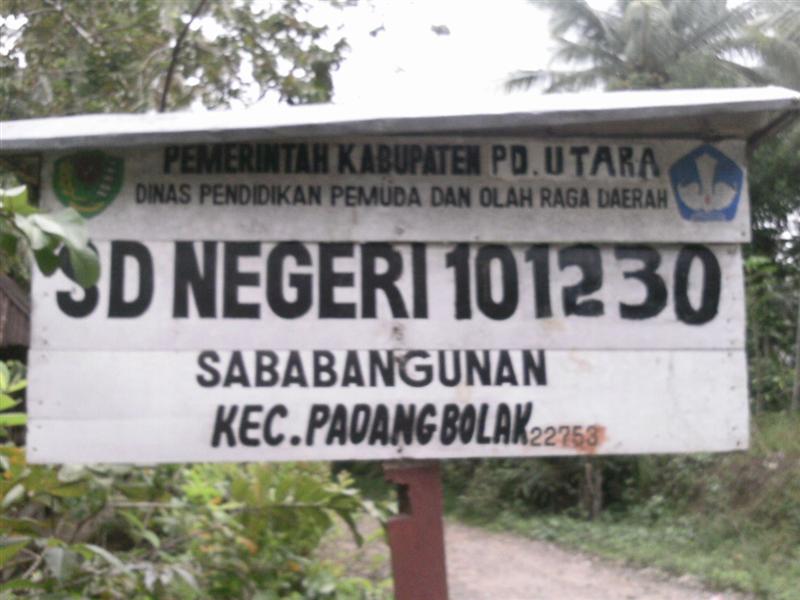 PEMERINTAH KABUPATEN PD. UTARA
DINAS PENDIDIKAN PEMUDA DAN OLAH RAGA DAERAH
SD NEGERI 101230
SABABANGUNAN
KEC. PADANGBOLAK 22753